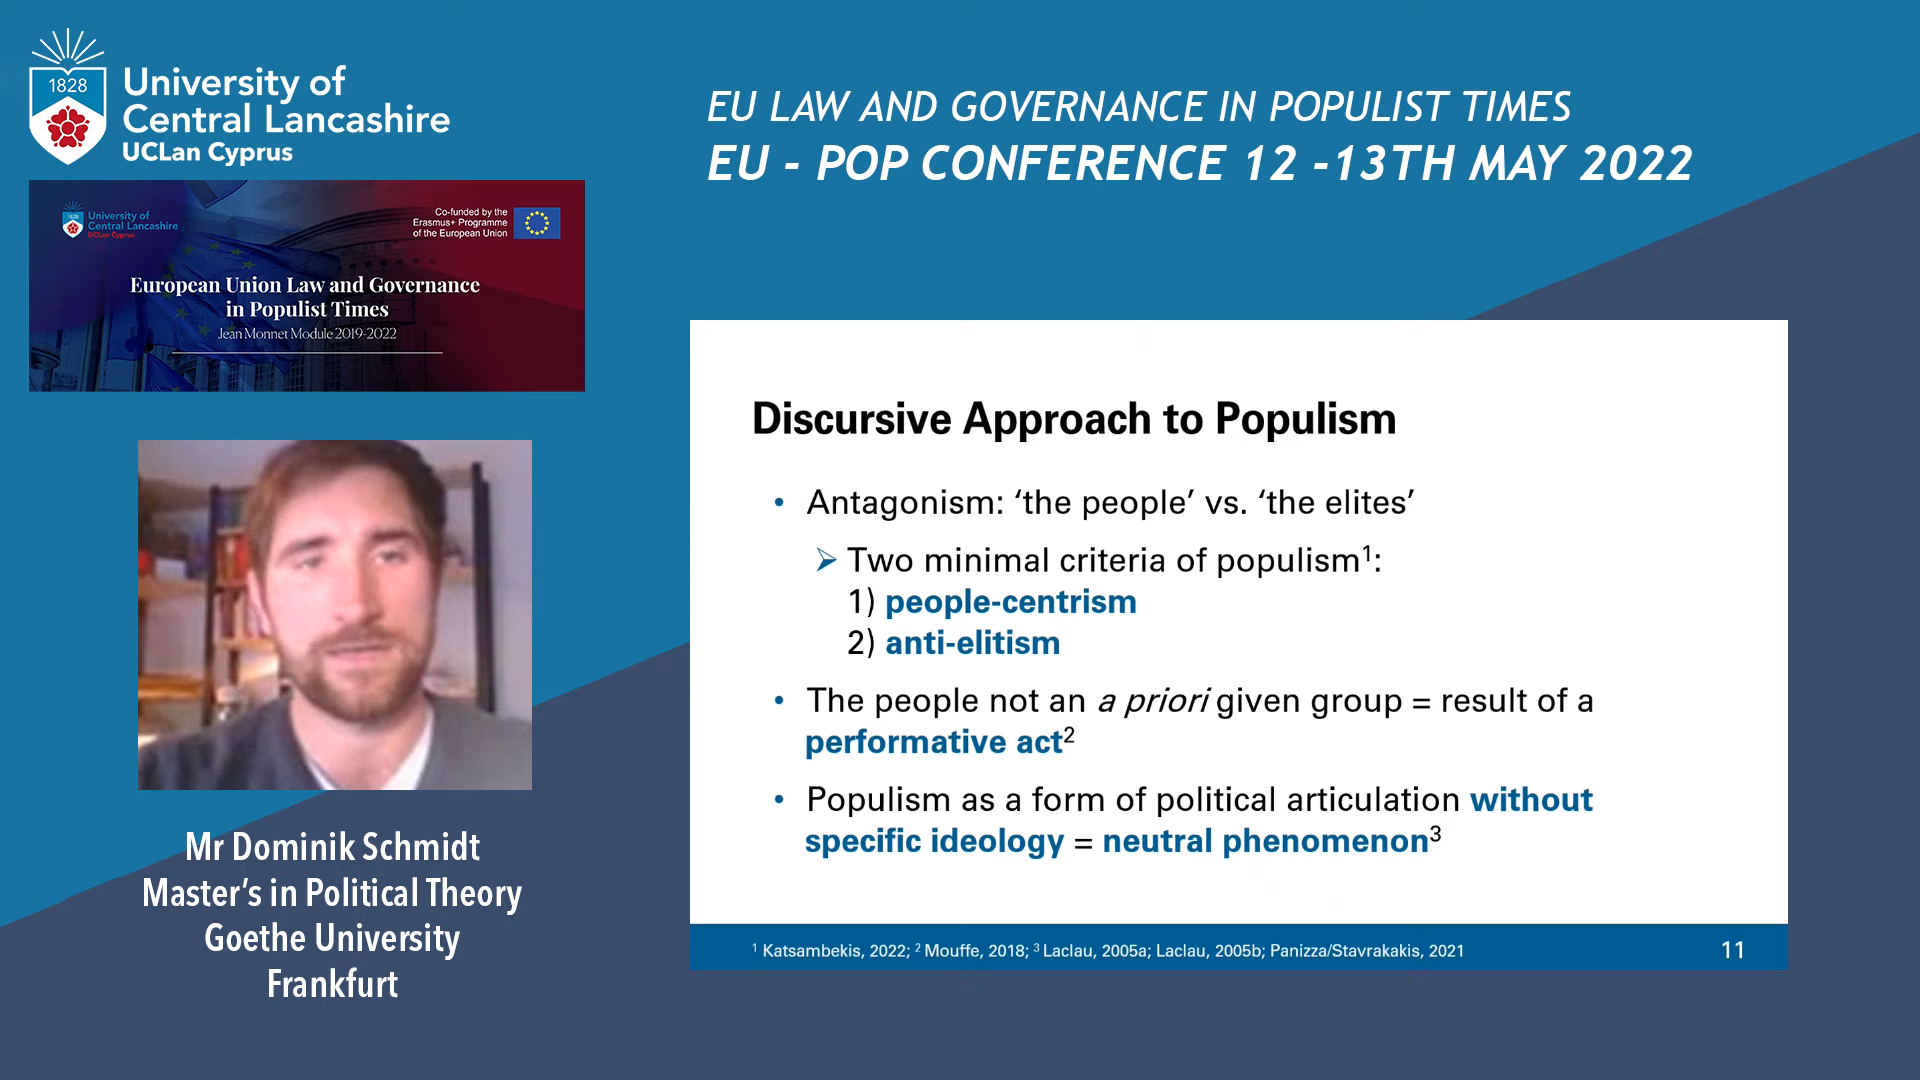 1828
University of
Central Lancashire
UCLan Cyprus
EU LAW AND GOVERNANCE IN POPULIST TIMES
EU - POP CONFERENCE 12 -13TH MAY 2022
1828
University of
Central Lancashire
UCLan Cyprus
Co-funded by the
Erasmus+ Programme
of the European Union
European Union Law and Governance
in Populist Times
Jean Monnet Module 2019-2022
Mr Dominik Schmidt
Master’s in Political Theory
Goethe University
Frankfurt
Discursive Approach to Populism
• Antagonism: ‘the people’ vs. ‘the elites’
➢ Two minimal criteria of populism¹:
1) people-centrism
2) anti-elitism
• The people not an a priori given group = result of a
performative act²
• Populism as a form of political articulation without
specific ideology = neutral phenomenon³
¹ Katsambekis, 2022; ² Mouffe, 2018; ³ Laclau, 2005a; Laclau, 2005b; Panizza/Stavrakakis, 2021
11